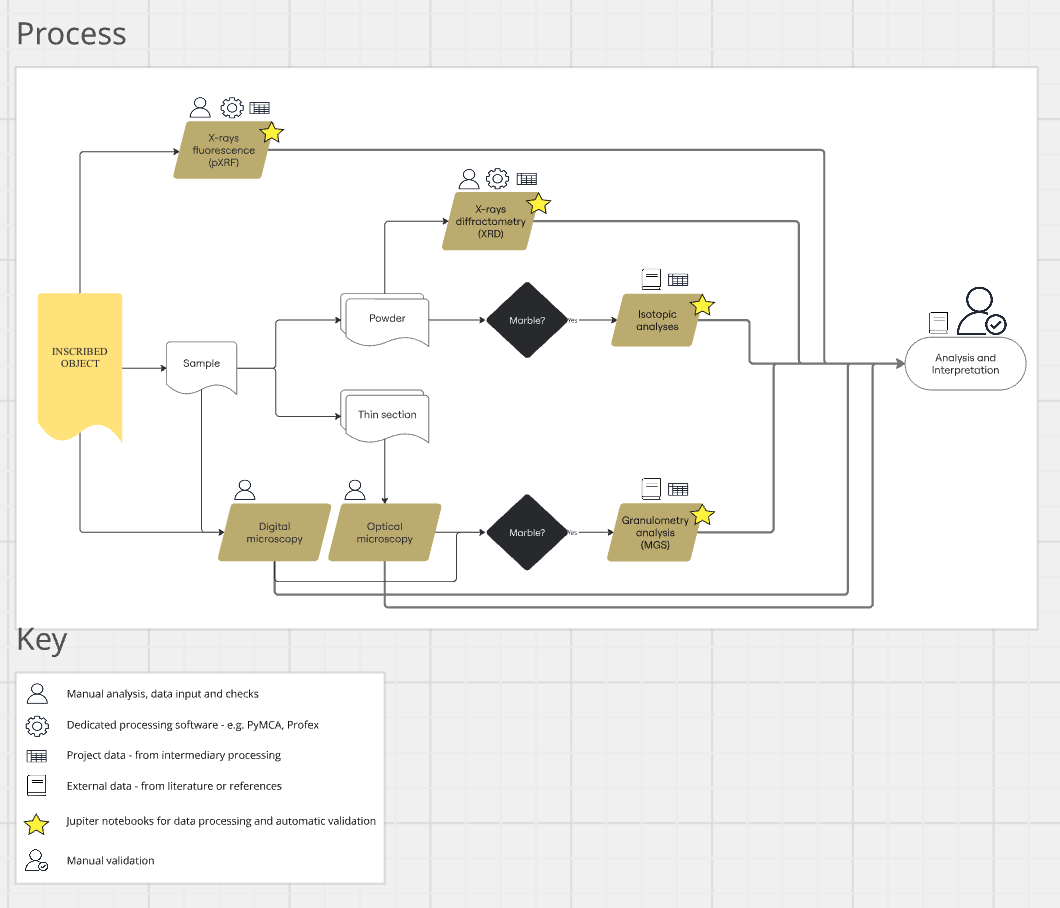 Process
X-rays
fluorescence
(pXRF)
X-rays
diffractometry
(XRD)
INSCRIBED
OBJECT
Sample
Powder
Marble?
Yes
Isotopic
analyses
Analysis and
Interpretation
Thin section
Digital
microscopy
Optical
microscopy
Marble?
Yes
Granulometry
analysis
(MGS)
Key
Manual analysis, data input and checks
Dedicated processing software - e.g. PyMCA, Profex
Project data - from intermediary processing
External data - from literature or references
Jupiter notebooks for data processing and automatic validation
Manual validation